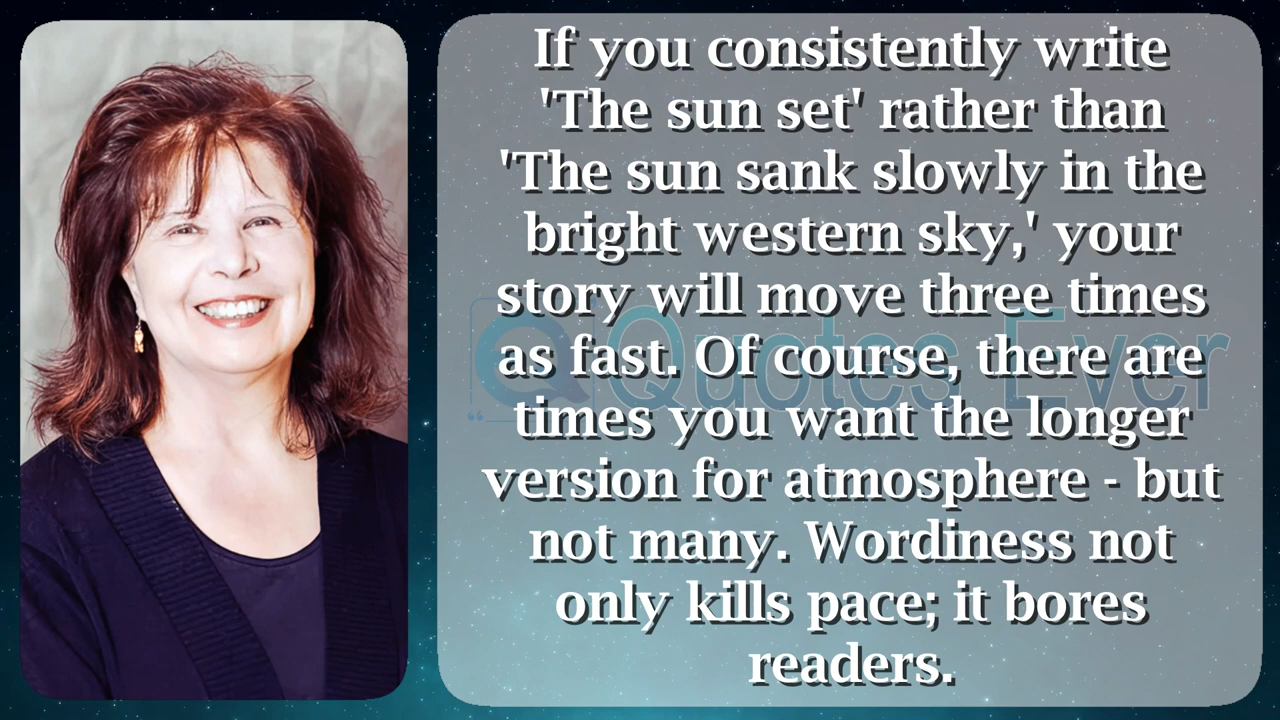 If you consistently write
'The sun set' rather than
'The sun sank slowly in the
bright western sky,' your
story will move three times
as fast. Of course, there are
times you want the longer
version for atmosphere - but
not many. Wordiness not
only kills pace; it bores
readers.
Quotes Ever